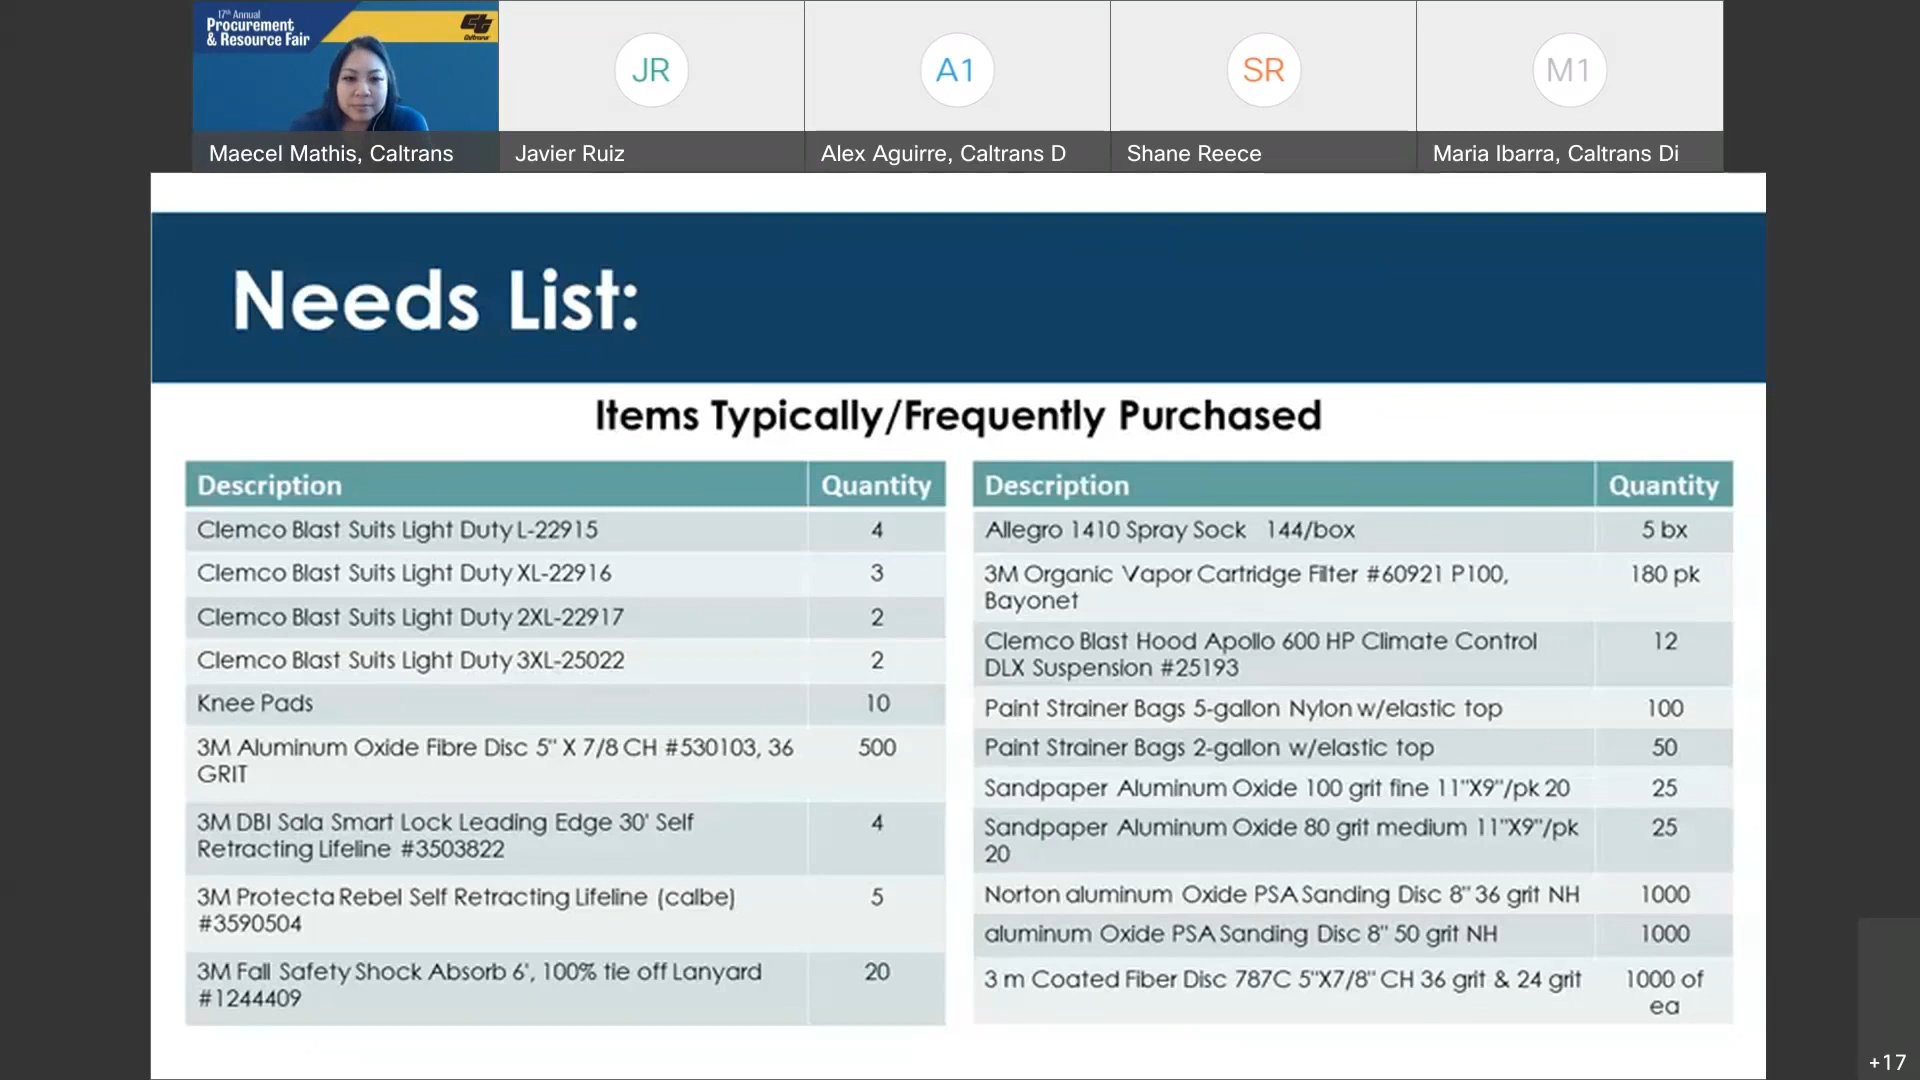 17th Annual
Procurement
& Resource Fair
Caltrans
JR
A1
SR
M1
Maecel Mathis, Caltrans
Javier Ruiz
Alex Aguirre, Caltrans D
Shane Reece
Maria Ibarra, Caltrans Di
Needs List:
Items Typically/Frequently Purchased
Description Quantity
Clemco Blast Suits Light Duty L-22915 4
Clemco Blast Suits Light Duty XL-22916 3
Clemco Blast Suits Light Duty 2XL-22917 2
Clemco Blast Suits Light Duty 3XL-25022 2
Knee Pads 10
3M Aluminum Oxide Fibre Disc 5" X 7/8 CH #530103, 36 500
GRIT
3M DBI Sala Smart Lock Leading Edge 30' Self 4
Retracting Lifeline #3503822
3M Protecta Rebel Self Retracting Lifeline (calbe) 5
#3590504
3M Fall Safety Shock Absorb 6', 100% tie off Lanyard 20
#1244409
Description Quantity
Allegro 1410 Spray Sock 144/box 5 bx
3M Organic Vapor Cartridge Filter #60921 P100, 180 pk
Bayonet
Clemco Blast Hood Apollo 600 HP Climate Control 12
DLX Suspension #25193
Paint Strainer Bags 5-gallon Nylon w/elastic top 100
Paint Strainer Bags 2-gallon w/elastic top 50
Sandpaper Aluminum Oxide 100 grit fine 11"X9"/pk 20 25
Sandpaper Aluminum Oxide 80 grit medium 11"X9"/pk 25
20
Norton aluminum Oxide PSA Sanding Disc 8" 36 grit NH 1000
aluminum Oxide PSA Sanding Disc 8" 50 grit NH 1000
3 m Coated Fiber Disc 787C 5"X7/8" CH 36 grit & 24 grit 1000 of
ea
+17